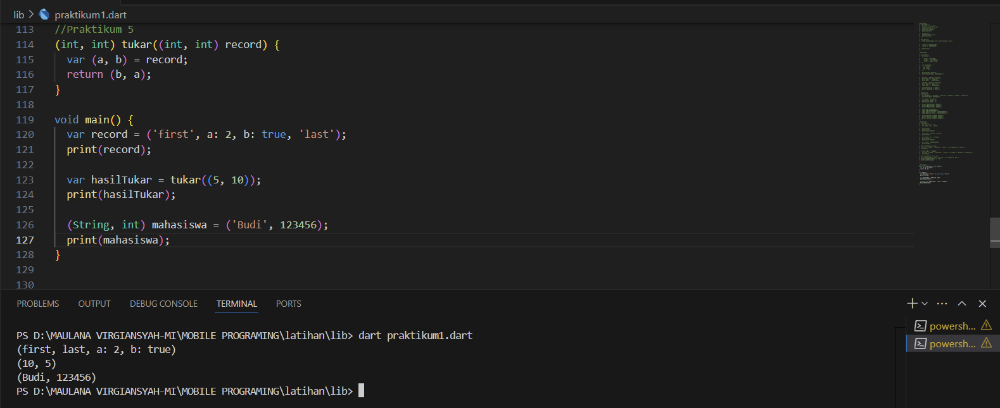 lib > praktikum1.dart
113 //Praktikum 5
114 (int, int) tukar((int, int) record) {
115 var (a, b) = record;
116 return (b, a);
117 }
118
119 void main() {
120 var record = ('first', a: 2, b: true, 'last');
121 print(record);
122
123 var hasilTukar = tukar((5, 10));
124 print(hasilTukar);
125
126 (String, int) mahasiswa = ('Budi', 123456);
127 print(mahasiswa);
128 }
129
130
PROBLEMS OUTPUT DEBUG CONSOLE TERMINAL PORTS
PS D:\MAULANA VIRGIANSYAH-MI\MOBILE PROGRAMING\latihan\lib> dart praktikum1.dart
(first, last, a: 2, b: true)
(10, 5)
(Budi, 123456)
PS D:\MAULANA VIRGIANSYAH-MI\MOBILE PROGRAMING\latihan\lib>
powersh...
powersh...